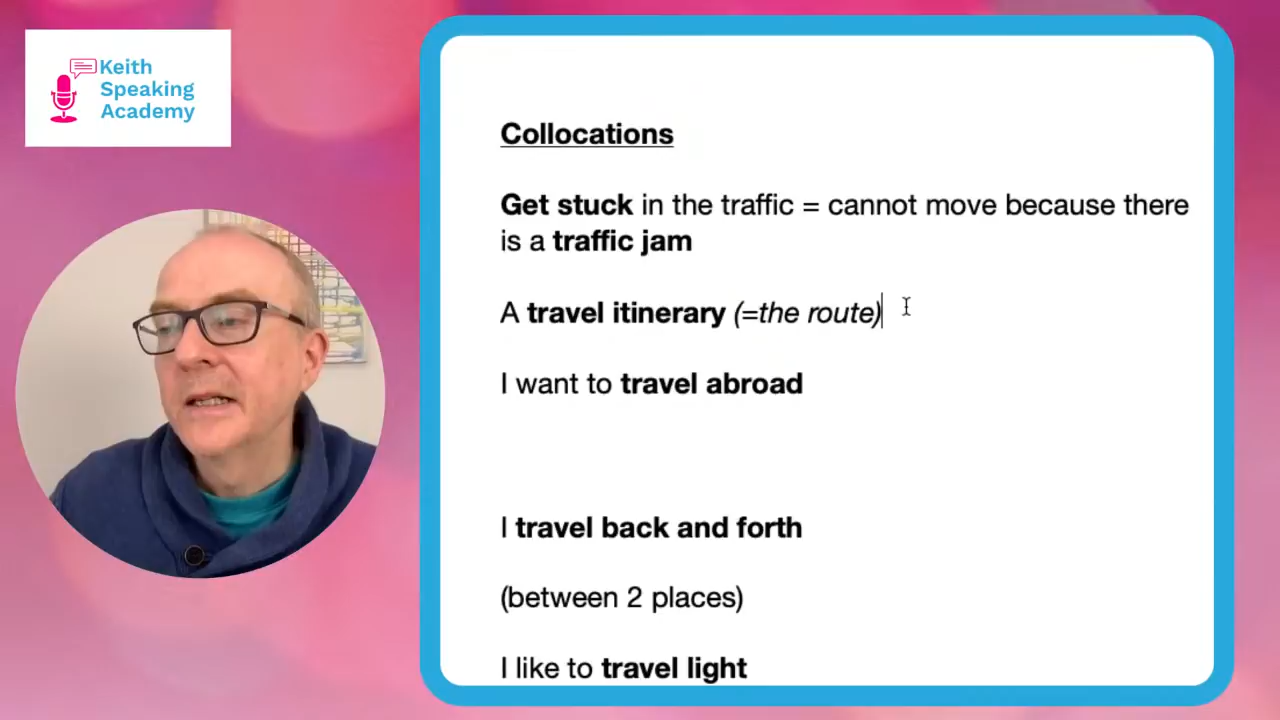 Keith
Speaking
Academy
Collocations
Get stuck in the traffic = cannot move because there
is a traffic jam
A travel itinerary (=the route)
I want to travel abroad
I travel back and forth
(between 2 places)
I like to travel light